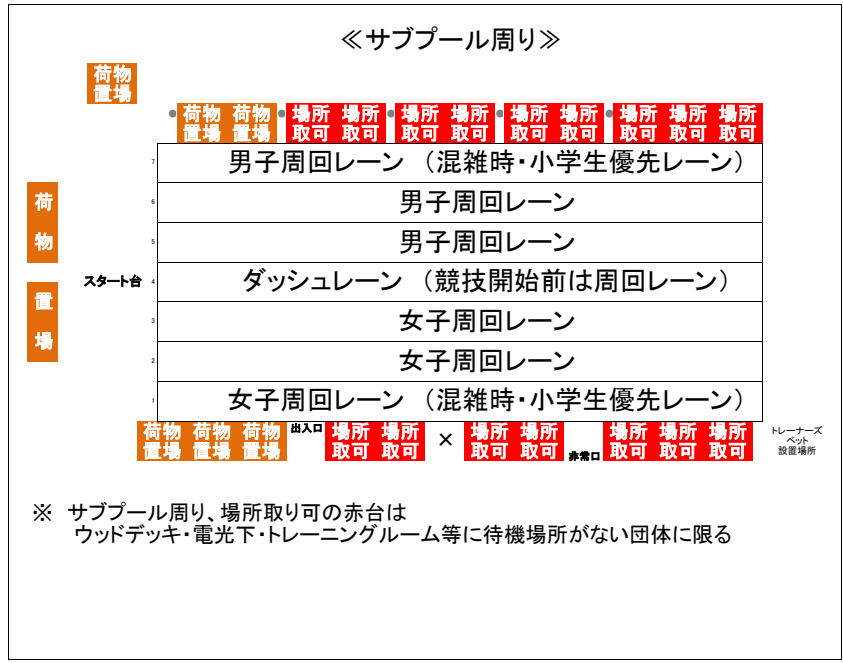 ≪サブプール周り≫
荷物
置場
荷物 荷物 場所 場所 場所 場所 場所 場所 場所 場所 場所
置場 置場 取可 取可 取可 取可 取可 取可 取可 取可 取可
7 男子周回レーン (混雑時・小学生優先レーン)
6 男子周回レーン
5 男子周回レーン
スタート台 4 ダッシュレーン (競技開始前は周回レーン)
3 女子周回レーン
2 女子周回レーン
1 女子周回レーン (混雑時・小学生優先レーン)
荷
物
置
場
荷物 荷物 荷物 出入口 場所 場所 × 場所 場所 非常口 場所 場所 場所
置場 置場 置場 取可 取可 取可 取可 取可 取可 取可
トレーナーズ
ベット
設置場所
※ サブプール周り、場所取り可の赤台は
ウッドデッキ・電光下・トレーニングルーム等に待機場所がない団体に限る